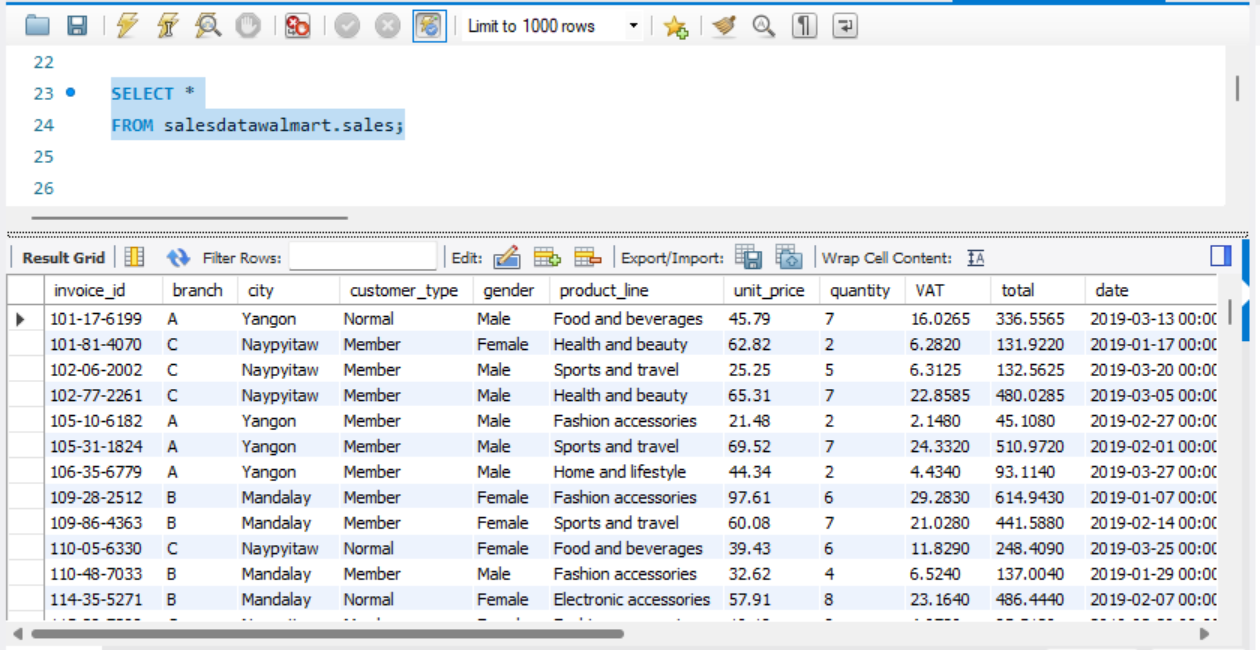 Limit to 1000 rows
22
23 SELECT *
24 FROM salesdatawalmart.sales;
25
26
Result Grid Filter Rows: Edit: Export/Import: Wrap Cell Content: IA
invoice_id branch city customer_type gender product_line unit_price quantity VAT total date
101-17-6199 A Yangon Normal Male Food and beverages 45.79 7 16.0265 336.5565 2019-03-13 00:00
101-81-4070 C Naypyitaw Member Female Health and beauty 62.82 2 6.2820 131.9220 2019-01-17 00:00
102-06-2002 C Naypyitaw Member Male Sports and travel 25.25 5 6.3125 132.5625 2019-03-20 00:00
102-77-2261 C Naypyitaw Member Male Health and beauty 65.31 7 22.8585 480.0285 2019-03-05 00:00
105-10-6182 A Yangon Member Male Fashion accessories 21.48 2 2.1480 45.1080 2019-02-27 00:00
105-31-1824 A Yangon Member Male Sports and travel 69.52 7 24.3320 510.9720 2019-02-01 00:00
106-35-6779 A Yangon Member Male Home and lifestyle 44.34 2 4.4340 93.1140 2019-03-27 00:00
109-28-2512 B Mandalay Member Female Fashion accessories 97.61 6 29.2830 614.9430 2019-01-07 00:00
109-86-4363 B Mandalay Member Female Sports and travel 60.08 7 21.0280 441.5880 2019-02-14 00:00
110-05-6330 C Naypyitaw Normal Female Food and beverages 39.43 6 11.8290 248.4090 2019-03-25 00:00
110-48-7033 B Mandalay Member Male Fashion accessories 32.62 4 6.5240 137.0040 2019-01-29 00:00
114-35-5271 B Mandalay Normal Female Electronic accessories 57.91 8 23.1640 486.4440 2019-02-07 00:00